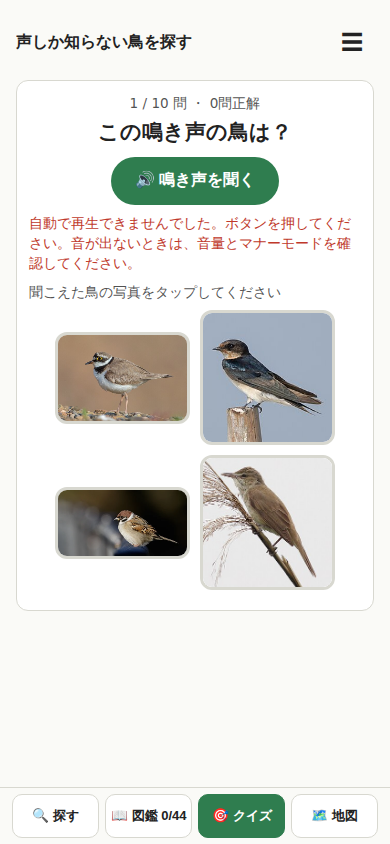 声しか知らない鳥を探す
☰
1 / 10 問 ・ 0問正解
この鳴き声の鳥は？
🔊 鳴き声を聞く
自動で再生できませんでした。ボタンを押してくだ
さい。音が出ないときは、音量とマナーモードを確
認してください。
聞こえた鳥の写真をタップしてください
🔍 探す
📖 図鑑 0/44
🎯 クイズ
🗺️ 地図